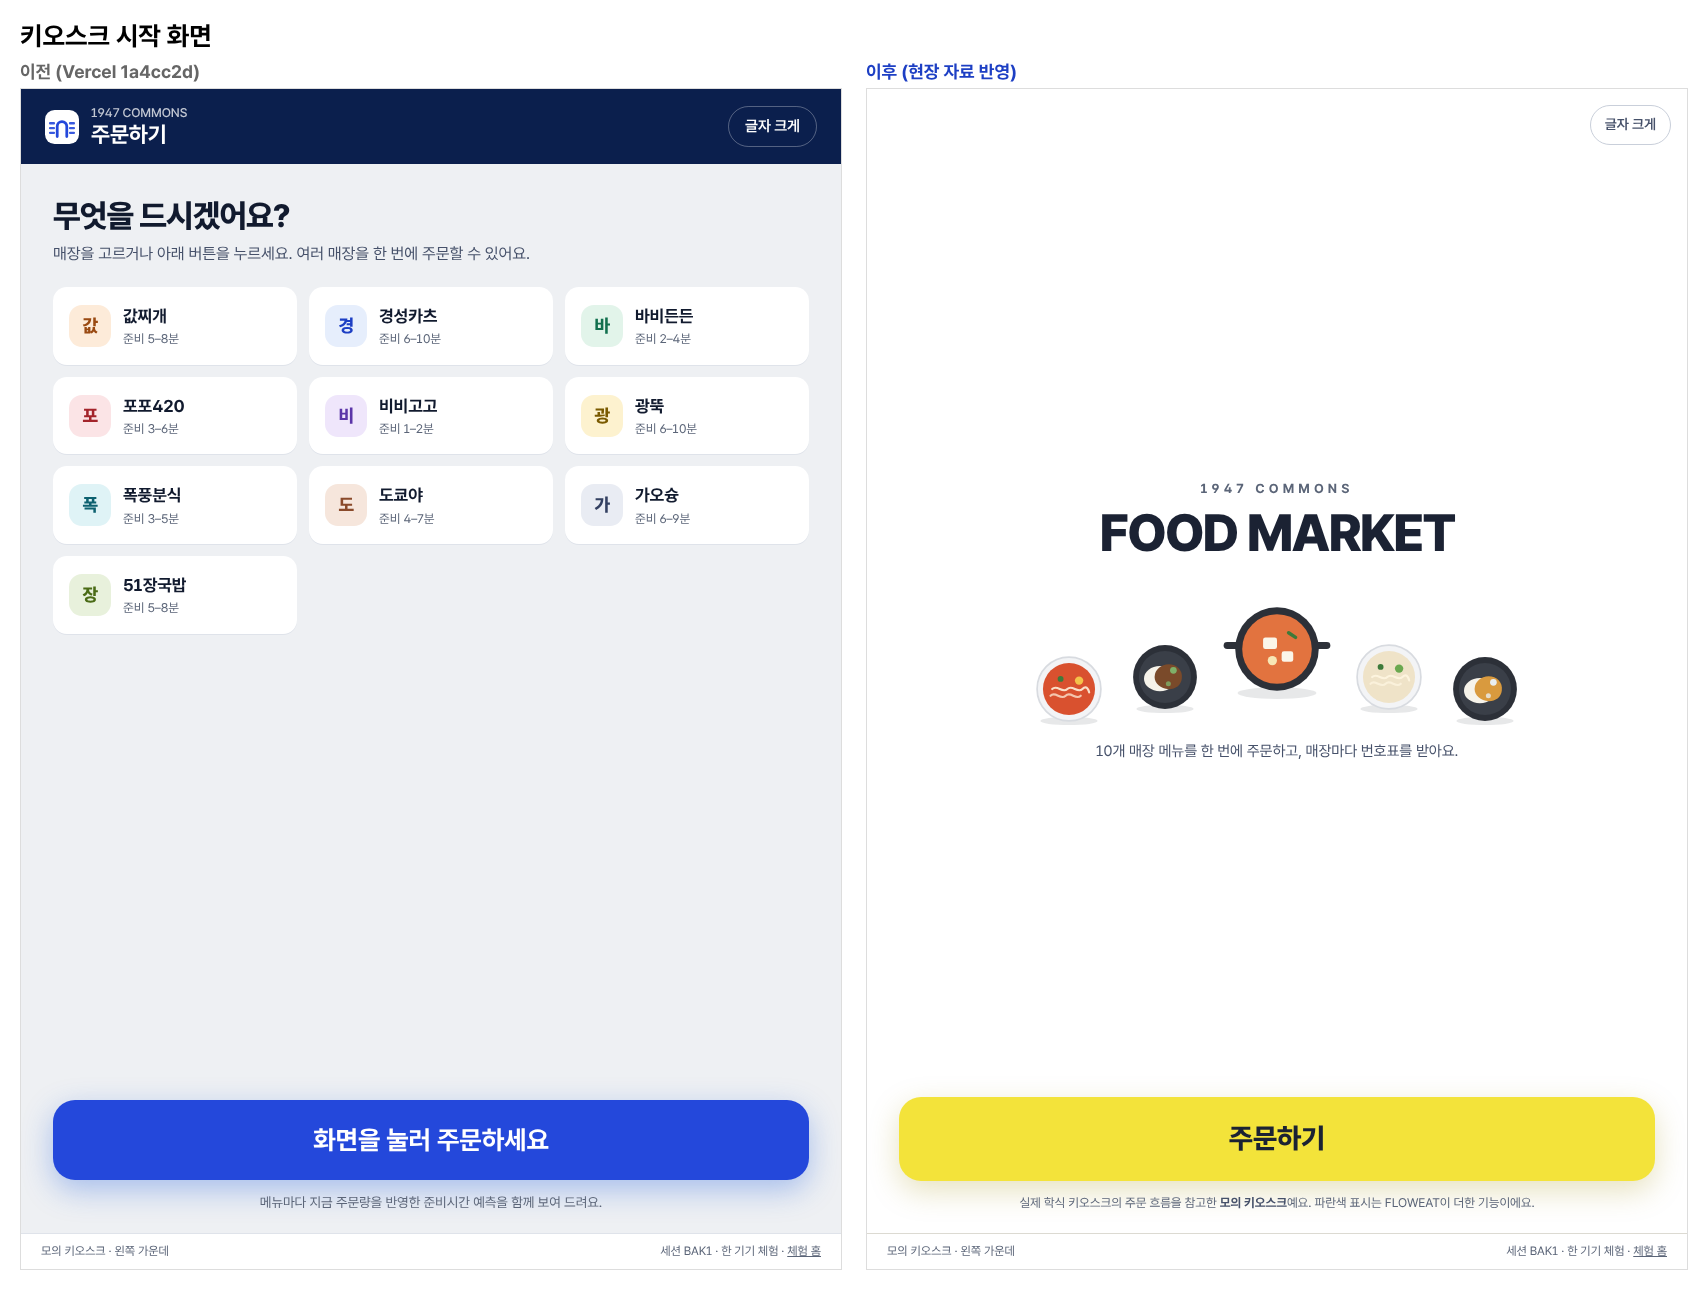 키오스크 시작 화면
이전 (Vercel 1a4cc2d)
1947 COMMONS
주문하기
글자 크게
무엇을 드시겠어요?
매장을 고르거나 아래 버튼을 누르세요. 여러 매장을 한 번에 주문할 수 있어요.
값
값찌개
준비 5–8분
경
경성카츠
준비 6–10분
바
바비든든
준비 2–4분
포
포포420
준비 3–6분
비
비비고고
준비 1–2분
광
광뚝
준비 6–10분
폭
폭풍분식
준비 3–5분
도
도쿄야
준비 4–7분
가
가오슝
준비 6–9분
장
51장국밥
준비 5–8분
화면을 눌러 주문하세요
메뉴마다 지금 주문량을 반영한 준비시간 예측을 함께 보여 드려요.
모의 키오스크 · 왼쪽 가운데
세션 BAK1 · 한 기기 체험 · 체험 홈
이후 (현장 자료 반영)
글자 크게
1947 COMMONS
FOOD MARKET
10개 매장 메뉴를 한 번에 주문하고, 매장마다 번호표를 받아요.
주문하기
실제 학식 키오스크의 주문 흐름을 참고한 모의 키오스크예요. 파란색 표시는 FLOWEAT이 더한 기능이에요.
모의 키오스크 · 왼쪽 가운데
세션 BAK1 · 한 기기 체험 · 체험 홈